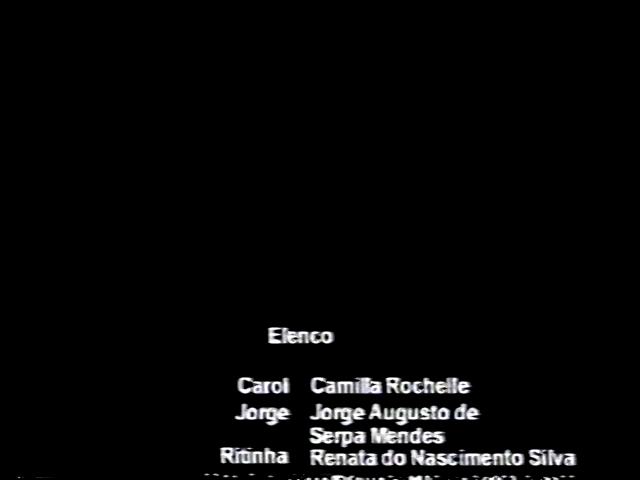 Elenco
Carol Camilla Rochelle
Jorge Jorge Augusto de
Serpa Mendes
Ritinha Renata do Nascimento Silva